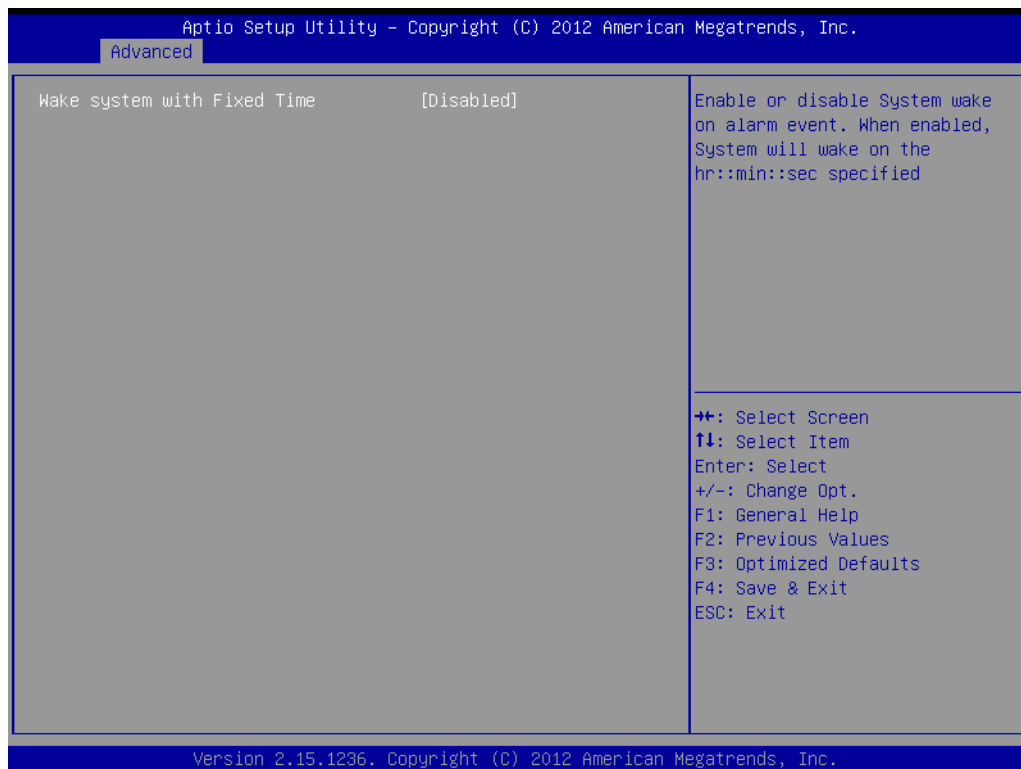 Aptio Setup Utility – Copyright (C) 2012 American Megatrends, Inc.
Advanced
Wake system with Fixed Time [Disabled]
Enable or disable System wake
on alarm event. When enabled,
System will wake on the
hr::min::sec specified
→←: Select Screen
↑↓: Select Item
Enter: Select
+/-: Change Opt.
F1: General Help
F2: Previous Values
F3: Optimized Defaults
F4: Save & Exit
ESC: Exit
Version 2.15.1236. Copyright (C) 2012 American Megatrends, Inc.